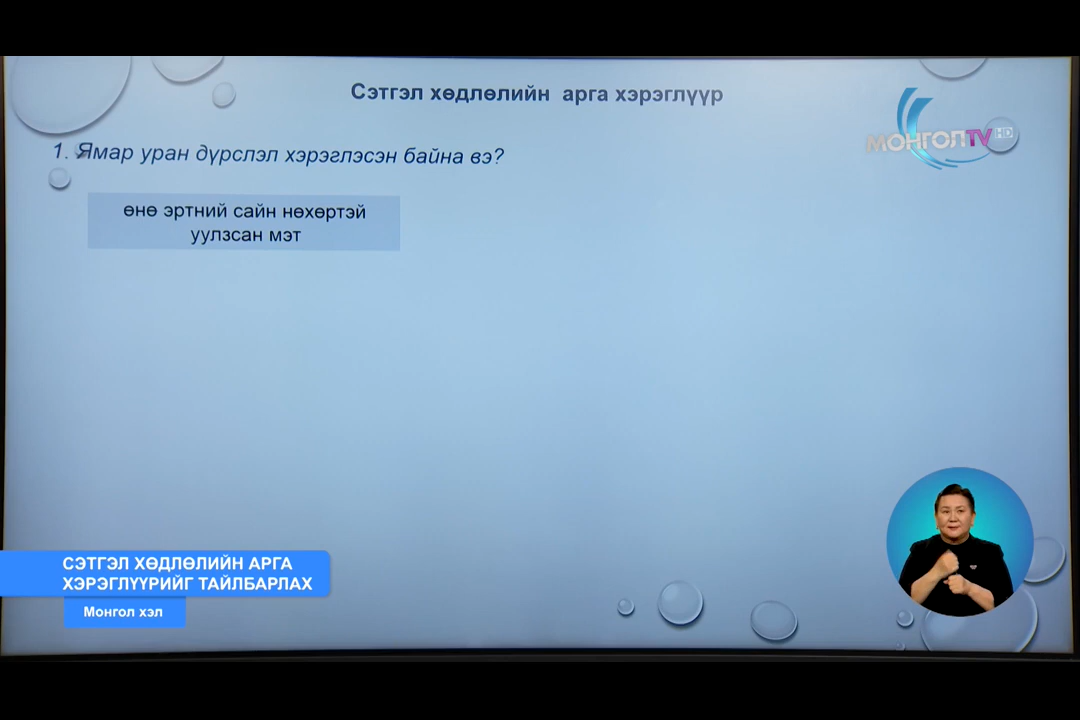 Сэтгэл хөдлөлийн арга хэрэглүүр
МОНГОЛ TV HD
1. Ямар уран дүрслэл хэрэглэсэн байна вэ?
өнө эртний сайн нөхөртэй
уулзсан мэт
СЭТГЭЛ ХӨДЛӨЛИЙН АРГА
ХЭРЭГЛҮҮРИЙГ ТАЙЛБАРЛАХ
Монгол хэл